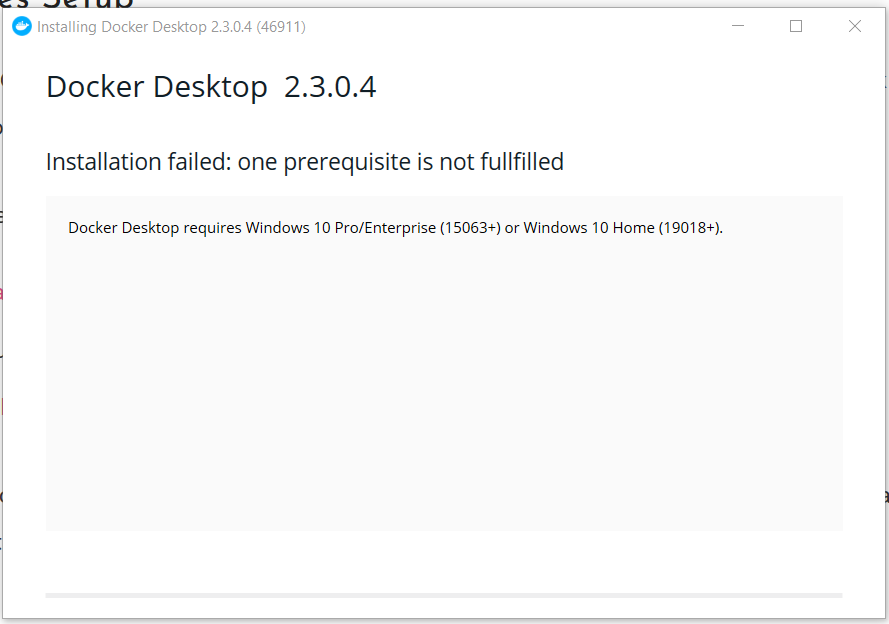 Installing Docker Desktop 2.3.0.4 (46911)
Docker Desktop 2.3.0.4
Installation failed: one prerequisite is not fullfilled
Docker Desktop requires Windows 10 Pro/Enterprise (15063+) or Windows 10 Home (19018+).